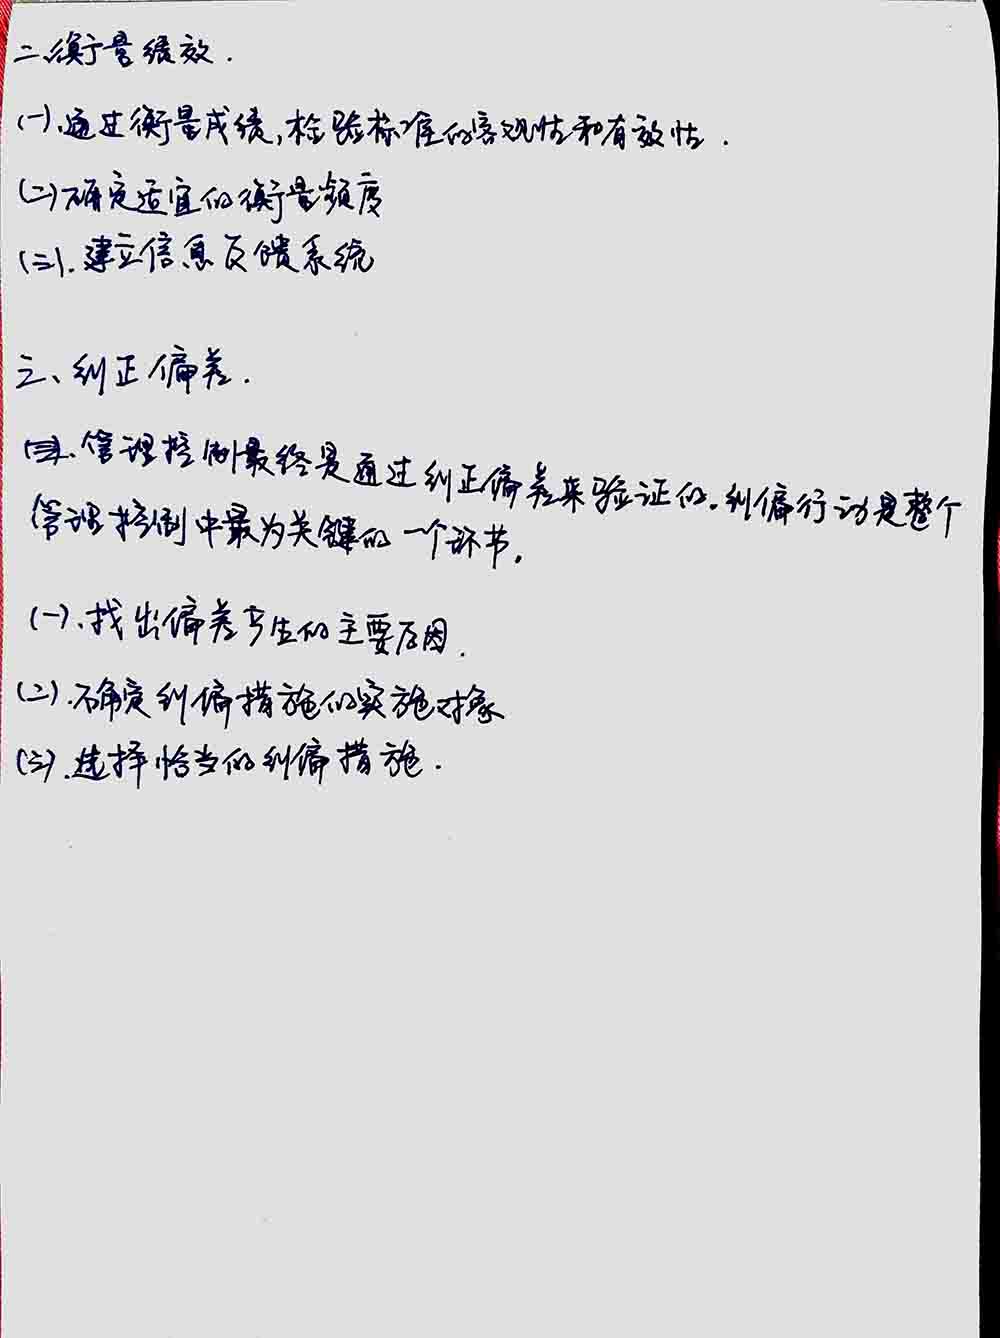 二、衡量绩效.
(一).通过衡量成绩,检验标准的客观性和有效性.
(二)确定适宜的衡量频度
(三).建立信息反馈系统
三、纠正偏差.
管理控制最终是通过纠正偏差来验证的。纠偏行动是整个
管理控制中最为关键的一个环节。
(一).找出偏差产生的主要原因.
(二).确定纠偏措施的实施对象
(三).选择恰当的纠偏措施.